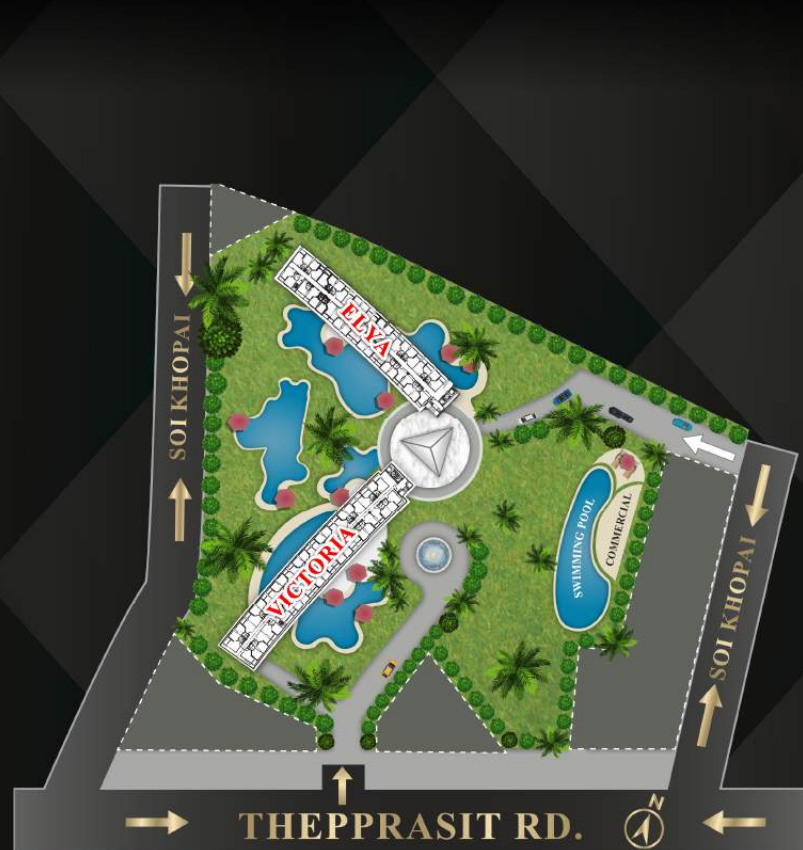 ELYA
SOI KHOPAI
SWIMMING POOL
COMMERCIAL
VICTORIA
SOI KHOPAI
THEPPRASIT RD.
N